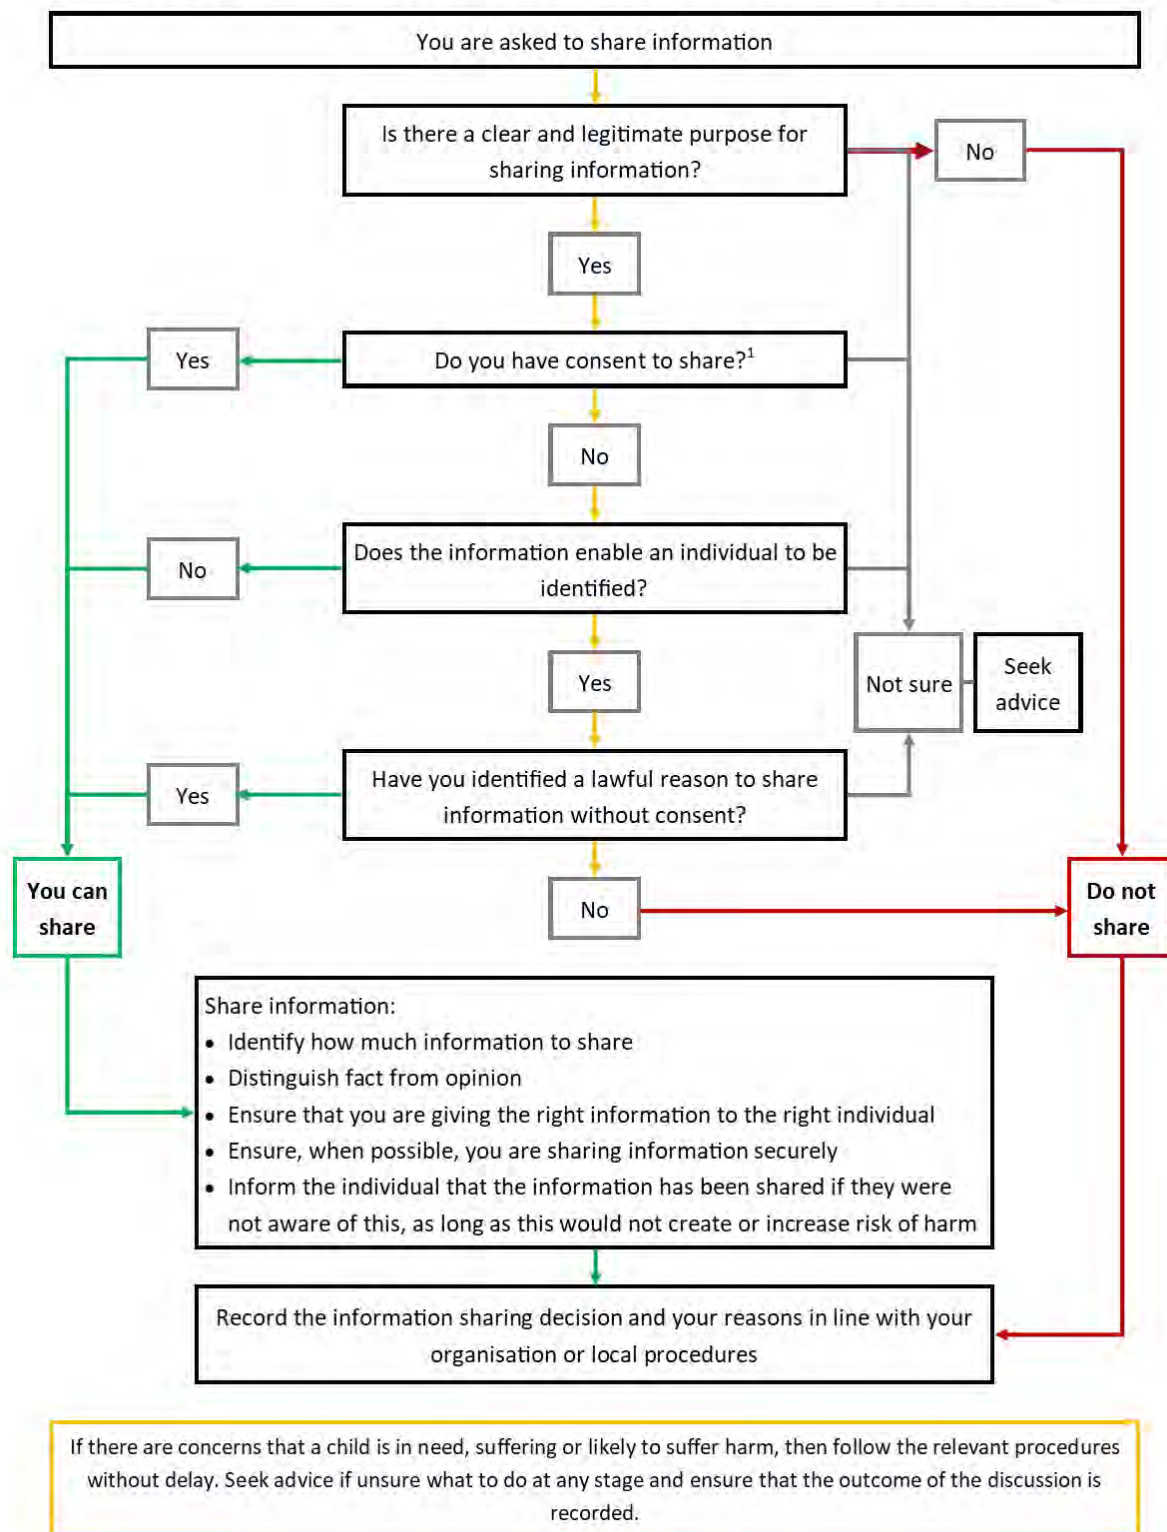 You are asked to share information
Is there a clear and legitimate purpose for
sharing information?
No
Yes
Yes
Do you have consent to share?¹
No
Does the information enable an individual to be
identified?
No
Yes
Not sure
Seek
advice
Have you identified a lawful reason to share
information without consent?
Yes
No
You can
share
Do not
share
Share information:
• Identify how much information to share
• Distinguish fact from opinion
• Ensure that you are giving the right information to the right individual
• Ensure, when possible, you are sharing information securely
• Inform the individual that the information has been shared if they were
not aware of this, as long as this would not create or increase risk of harm
Record the information sharing decision and your reasons in line with your
organisation or local procedures
If there are concerns that a child is in need, suffering or likely to suffer harm, then follow the relevant procedures
without delay. Seek advice if unsure what to do at any stage and ensure that the outcome of the discussion is
recorded.